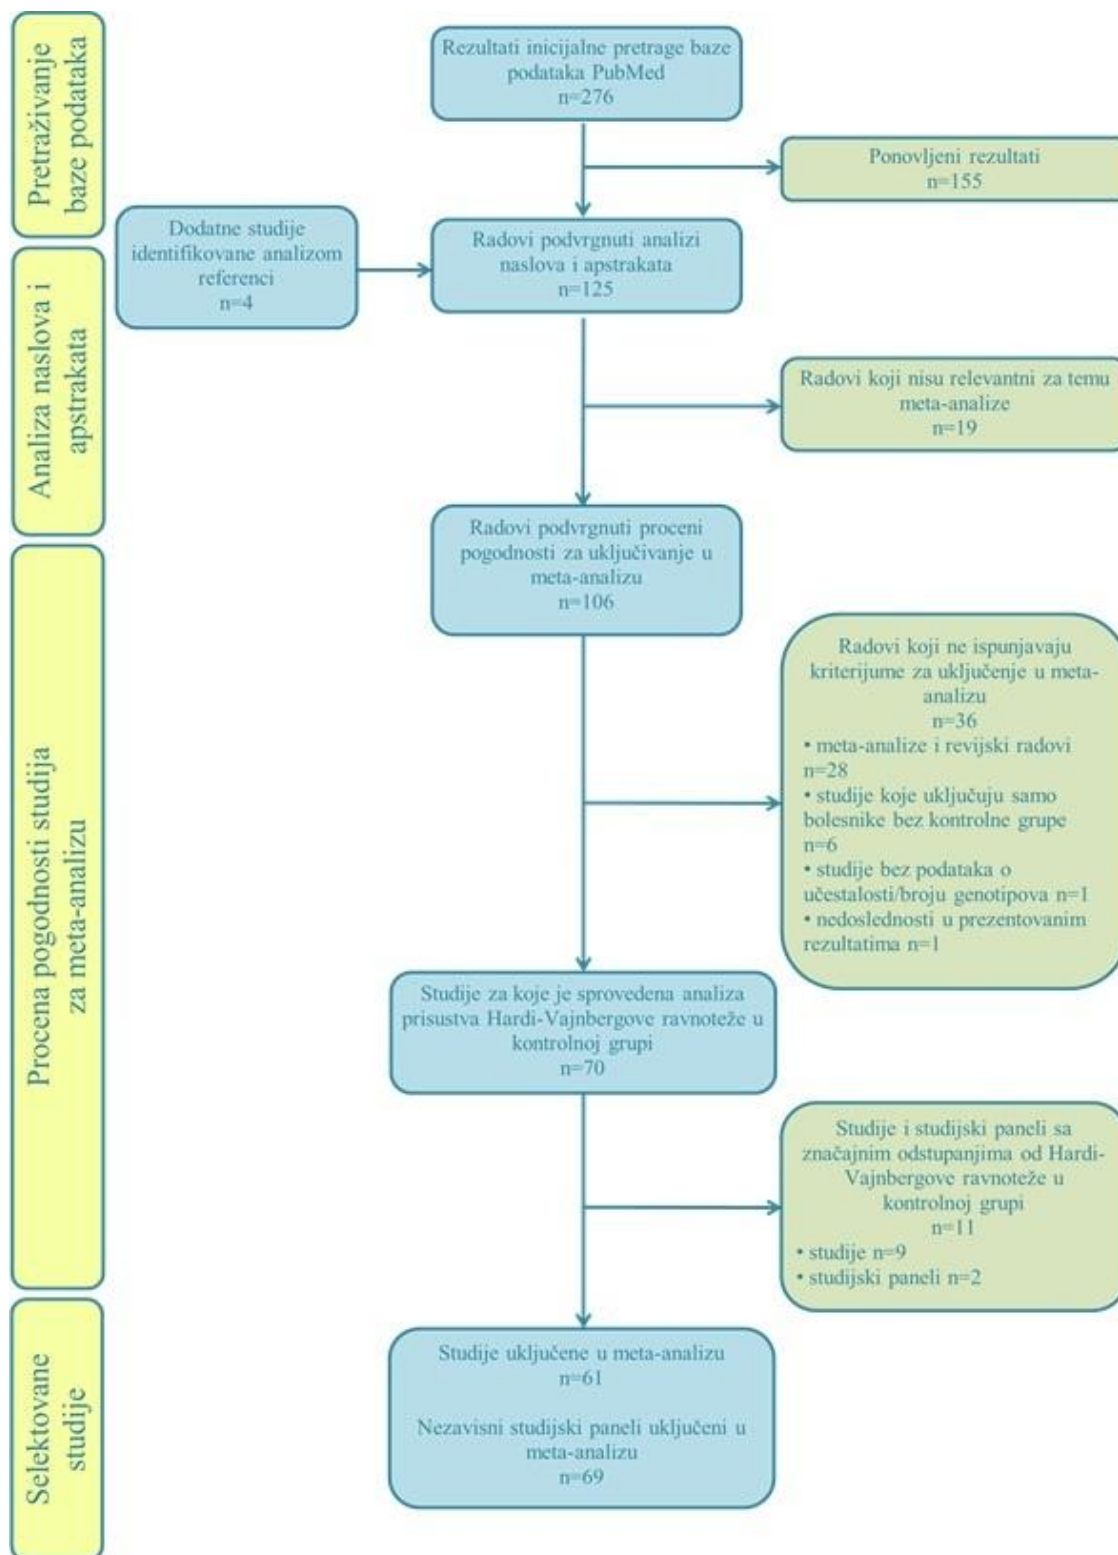 Pretraživanje
baze podataka
Rezultati inicijalne pretrage baze
podataka PubMed
n=276
Ponovljeni rezultati
n=155
Dodatne studije
identifikovane analizom
referenci
n=4
Radovi podvrgnuti analizi
naslova i apstrakata
n=125
Analiza naslova i
apstrakata
Radovi koji nisu relevantni za temu
meta-analize
n=19
Radovi podvrgnuti proceni
pogodnosti za uključivanje u
meta-analizu
n=106
Procena pogodnosti studija
za meta-analizu
Radovi koji ne ispunjavaju
kriterijume za uključenje u meta-
analizu
n=36
• meta-analize i revijski radovi
n=28
• studije koje uključuju samo
bolesnike bez kontrolne grupe
n=6
• studije bez podataka o
učestalosti/broju genotipova n=1
• nedoslednosti u prezentovanim
rezultatima n=1
Studije za koje je sprovedena analiza
prisustva Hardi-Vajnbergove ravnoteže u
kontrolnoj grupi
n=70
Studije i studijski paneli sa
značajnim odstupanjima od Hardi-
Vajnbergove ravnoteže u
kontrolnoj grupi
n=11
• studije n=9
• studijski paneli n=2
Selektovane
studije
Studije uključene u meta-analizu
n=61
Nezavisni studijski paneli uključeni u
meta-analizu
n=69